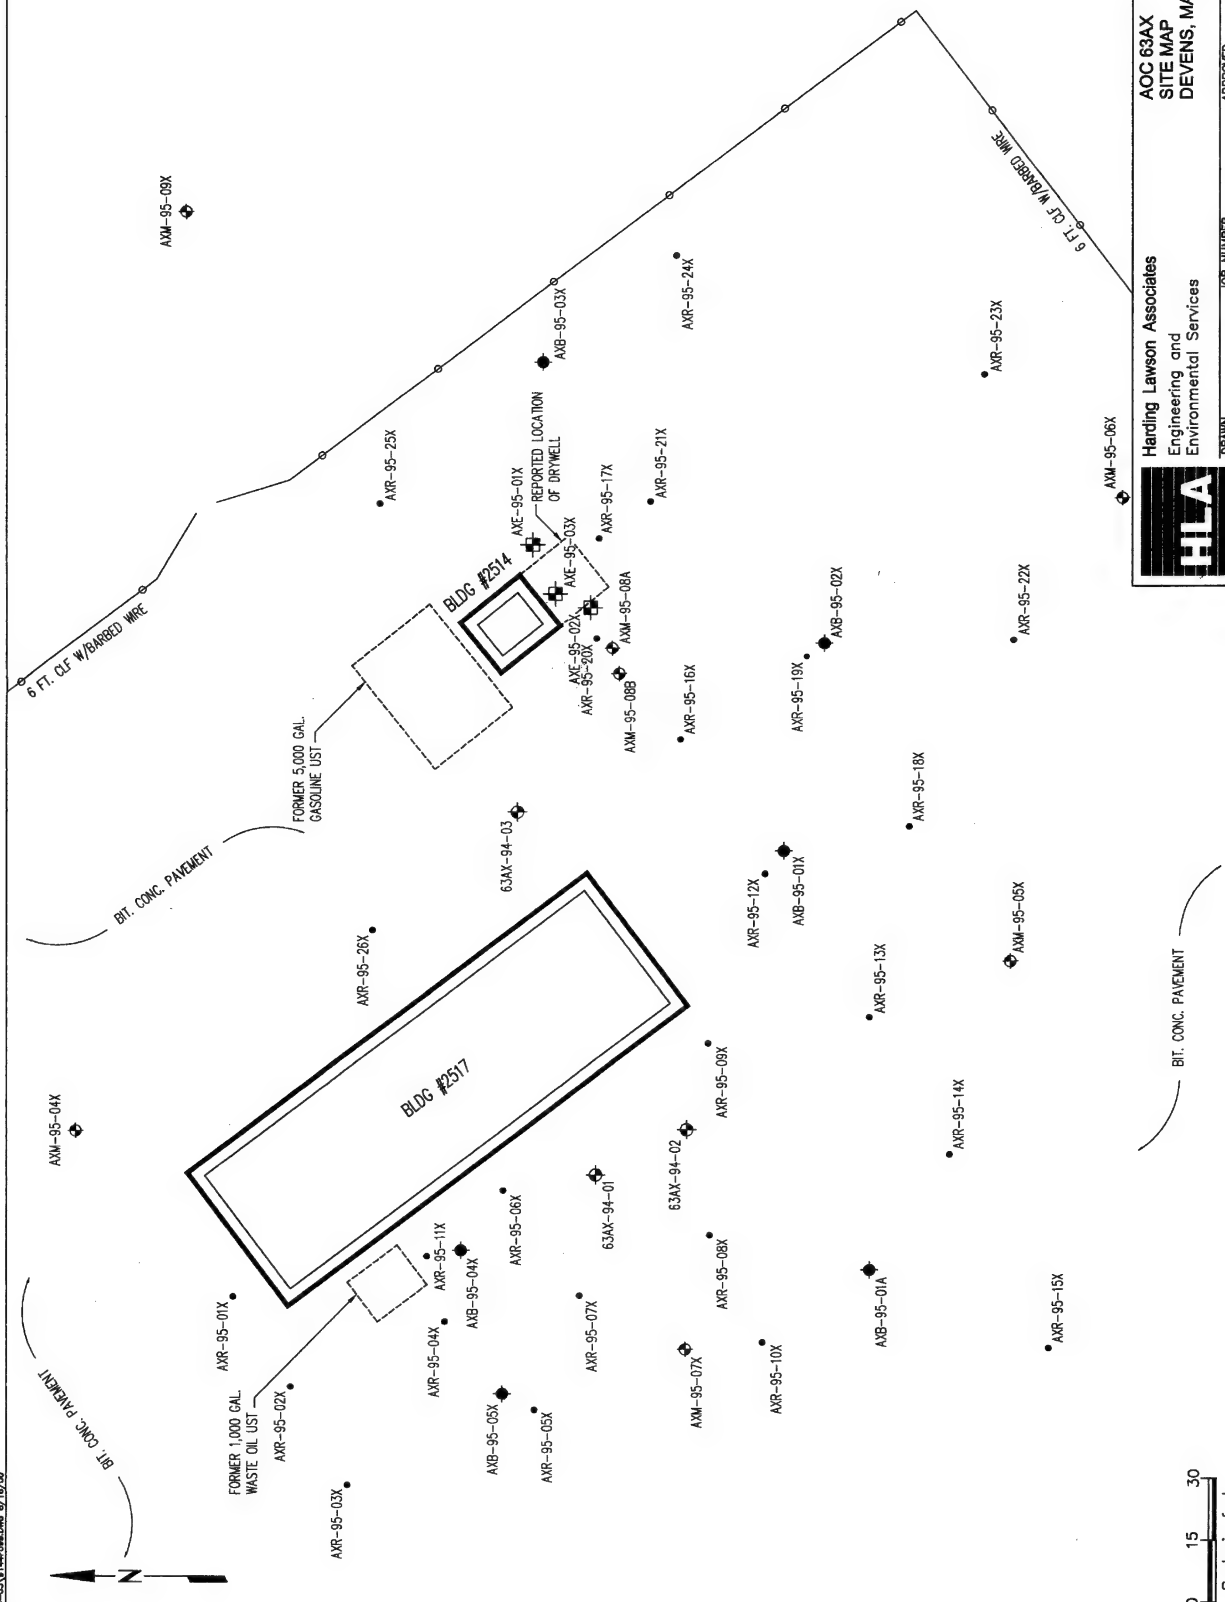 AXM-95-09X
6 FT. CLF W/BARBED WIRE
AXR-95-25X
AXB-95-03X
AXR-95-24X
6 FT. CLF W/BARBED WIRE
AXE-95-01X
REPORTED LOCATION
OF DRYWELL
BLDG #2514
AXE-95-03X
AXR-95-17X
AXR-95-21X
AXR-95-23X
AXE-95-02X
AXR-95-20X
AXM-95-08A
AXM-95-08B
FORMER 5,000 GAL.
GASOLINE UST
AXR-95-16X
AXR-95-19X
AXB-95-02X
AXR-95-22X
AXM-95-06X
BIT. CONC. PAVEMENT
63AX-94-03
AXR-95-18X
AXR-95-12X
AXB-95-01X
AXM-95-05X
AXR-95-26X
AXR-95-13X
BIT. CONC. PAVEMENT
AXM-95-04X
BLDG #2517
AXR-95-09X
63AX-94-02
AXR-95-14X
63AX-94-01
AXR-95-06X
AXR-95-11X
AXB-95-04X
AXR-95-08X
AXB-95-01A
AXR-95-15X
AXR-95-01X
AXR-95-04X
AXR-95-07X
AXM-95-07X
AXR-95-10X
AXR-95-02X
AXB-95-05X
AXR-95-05X
FORMER 1,000 GAL.
WASTE OIL UST
AXR-95-03X
BIT. CONC. PAVEMENT
N
0 15 30
HLA
Harding Lawson Associates
Engineering and
Environmental Services
AOC 63AX
SITE MAP
DEVENS, MA
DRAWN
JOB NUMBER
APPROVED